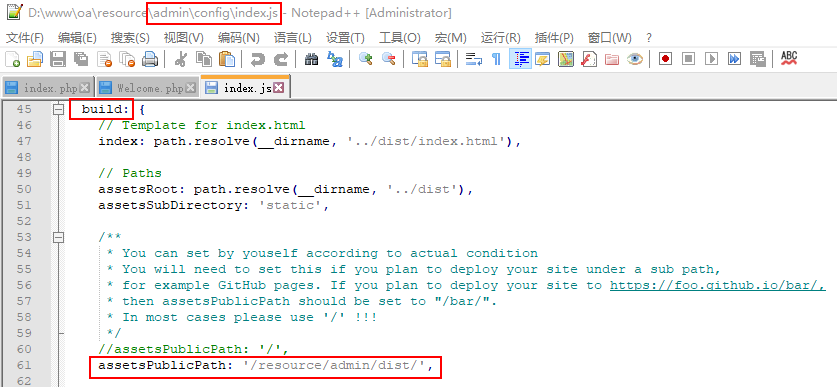 D:\www\oa\resource\admin\config\index.js - Notepad++ [Administrator]
文件(F) 编辑(E) 搜索(S) 视图(V) 编码(N) 语言(L) 设置(T) 工具(O) 宏(M) 运行(R) 插件(P) 窗口(W) ?
ABC
index.php Welcome.php index.js
45 build: {
46 // Template for index.html
47 index: path.resolve(__dirname, '../dist/index.html'),
48
49 // Paths
50 assetsRoot: path.resolve(__dirname, '../dist'),
51 assetsSubDirectory: 'static',
52
53 /**
54 * You can set by youself according to actual condition
55 * You will need to set this if you plan to deploy your site under a sub path,
56 * for example GitHub pages. If you plan to deploy your site to https://foo.github.io/bar/,
57 * then assetsPublicPath should be set to "/bar/".
58 * In most cases please use '/' !!!
59 */
60 //assetsPublicPath: '/',
61 assetsPublicPath: '/resource/admin/dist/',
62